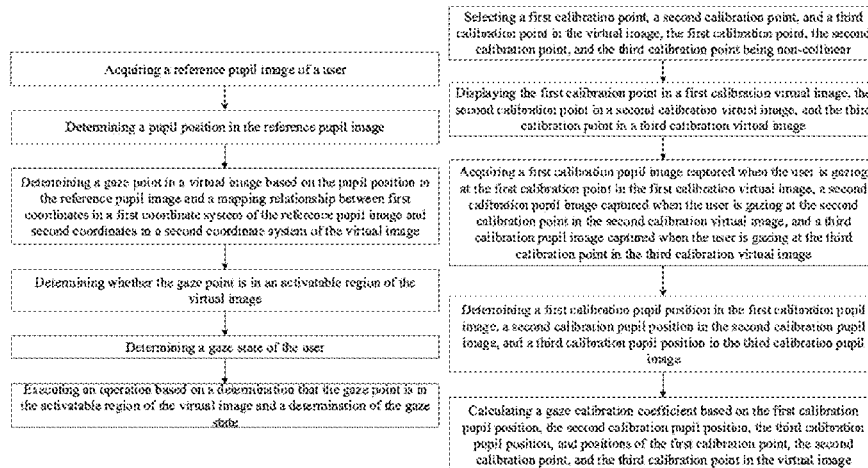 Acquiring a reference pupil image of a user
Determining a pupil position in the reference pupil image
Determining a gaze point in a virtual image based on the pupil position in
the reference pupil image and a mapping relationship between first
coordinates in a first coordinate system of the reference pupil image and
second coordinates in a second coordinate system of the virtual image
Determining whether the gaze point is in an activatable region of the
virtual image
Determining a gaze state of the user
Executing an operation based on a determination that the gaze point is in
the activatable region of the virtual image and a determination of the gaze
state
Selecting a first calibration point, a second calibration point, and a third
calibration point in the virtual image, the first calibration point, the second
calibration point, and the third calibration point being non-collinear
Displaying the first calibration point in a first calibration virtual image, the
second calibration point in a second calibration virtual image, and the third
calibration point in a third calibration virtual image
Acquiring a first calibration pupil image captured when the user is gazing
at the first calibration point in the first calibration virtual image, a second
calibration pupil image captured when the user is gazing at the second
calibration point in the second calibration virtual image, and a third
calibration pupil image captured when the user is gazing at the third
calibration point in the third calibration virtual image
Determining a first calibration pupil position in the first calibration pupil
image, a second calibration pupil position in the second calibration pupil
image, and a third calibration pupil position in the third calibration pupil
image
Calculating a gaze calibration coefficient based on the first calibration
pupil position, the second calibration pupil position, the third calibration
pupil position, and positions of the first calibration point, the second
calibration point, and the third calibration point in the virtual image